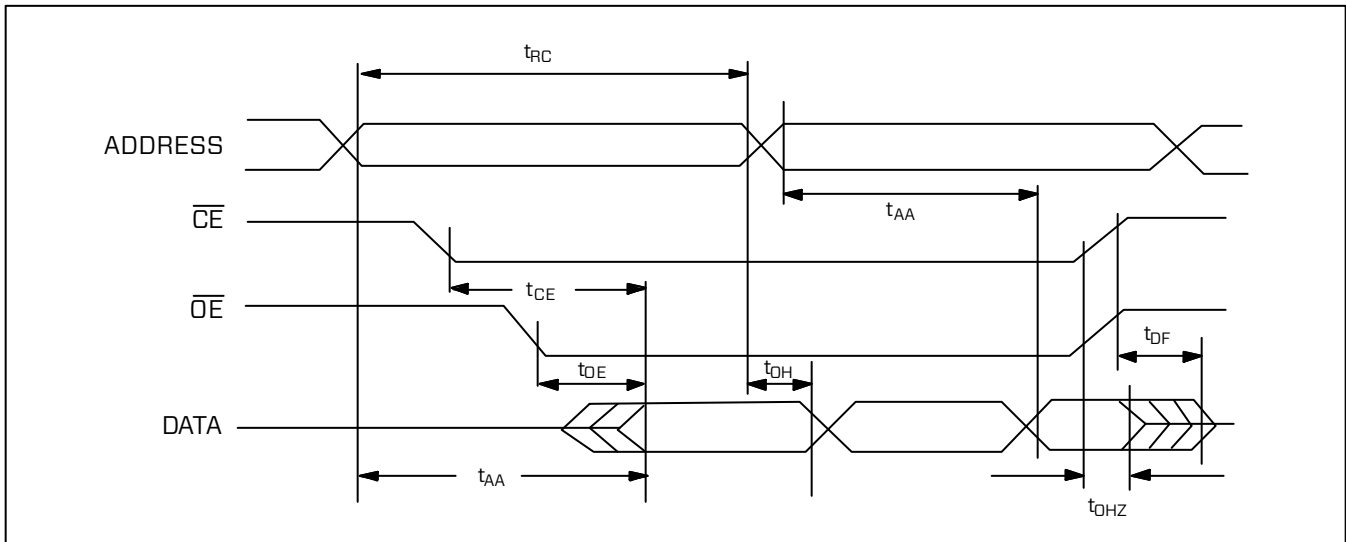 tRC
ADDRESS
tAA
CE
tCE
OE
tDF
tOE
tOH
DATA
tAA
tOHZ